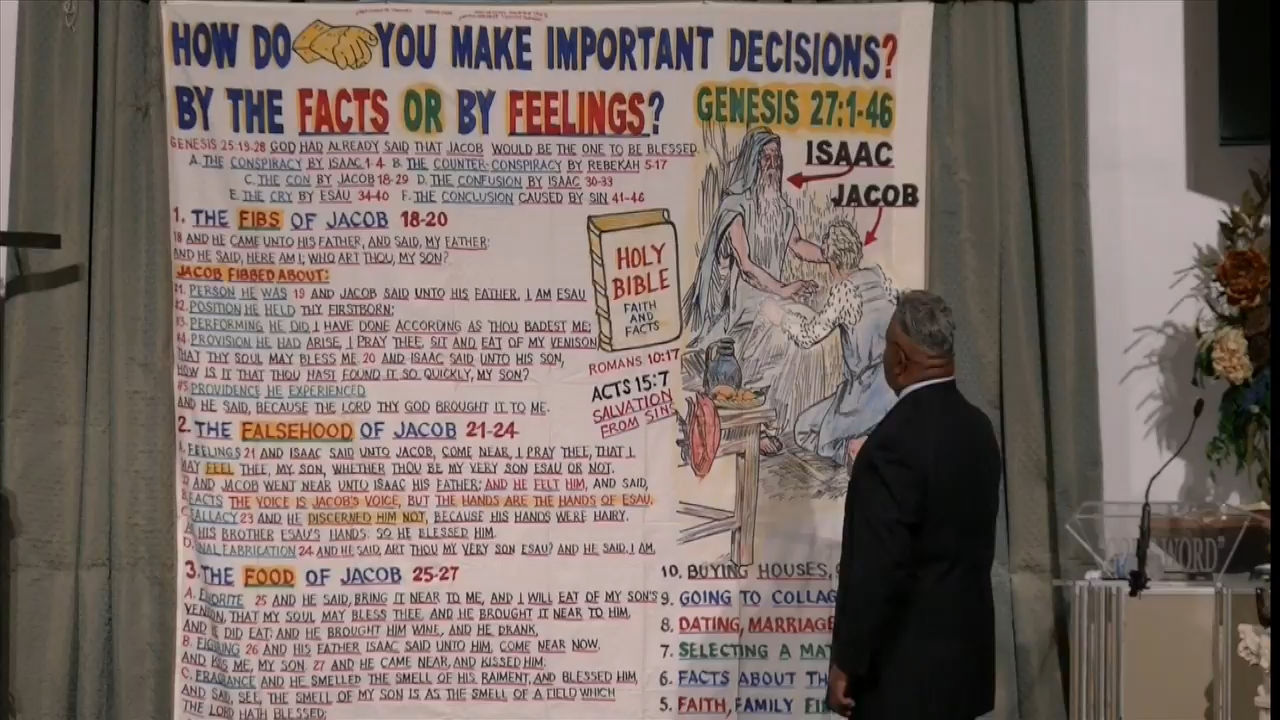 HOW DO YOU MAKE IMPORTANT DECISIONS?
BY THE FACTS OR BY FEELINGS?
GENESIS 27:1-46
GENESIS 25:19-28 GOD HAD ALREADY SAID THAT JACOB WOULD BE THE ONE TO BE BLESSED
A. THE CONSPIRACY BY ISAAC 1-4 B. THE COUNTER-CONSPIRACY BY REBEKAH 5-17
C. THE CON BY JACOB 18-29 D. THE CONFUSION BY ISAAC 30-33
E. THE CRY BY ESAU 34-40 F. THE CONCLUSION CAUSED BY SIN 41-46
1. THE FIBS OF JACOB 18-20
18 AND HE CAME UNTO HIS FATHER, AND SAID, MY FATHER:
AND HE SAID, HERE AM I; WHO ART THOU, MY SON?
JACOB FIBBED ABOUT:
#1. PERSON HE WAS 19 AND JACOB SAID UNTO HIS FATHER, I AM ESAU
#2. POSITION HE HELD THY FIRSTBORN;
#3. PERFORMING HE DID I HAVE DONE ACCORDING AS THOU BADEST ME;
#4. PROVISION HE HAD ARISE, I PRAY THEE, SIT AND EAT OF MY VENISON,
THAT THY SOUL MAY BLESS ME. 20 AND ISAAC SAID UNTO HIS SON,
HOW IS IT THAT THOU HAST FOUND IT SO QUICKLY, MY SON?
#5 PROVIDENCE HE EXPERIENCED
AND HE SAID, BECAUSE THE LORD THY GOD BROUGHT IT TO ME.
2. THE FALSEHOOD OF JACOB 21-24
A. FEELINGS 21 AND ISAAC SAID UNTO JACOB, COME NEAR, I PRAY THEE, THAT I
MAY FEEL THEE, MY SON, WHETHER THOU BE MY VERY SON ESAU OR NOT.
22 AND JACOB WENT NEAR UNTO ISAAC HIS FATHER; AND HE FELT HIM, AND SAID,
FACTS THE VOICE IS JACOB'S VOICE, BUT THE HANDS ARE THE HANDS OF ESAU.
C. FALLACY 23 AND HE DISCERNED HIM NOT, BECAUSE HIS HANDS WERE HAIRY,
AS HIS BROTHER ESAU'S HANDS: SO HE BLESSED HIM.
D. NAL FABRICATION 24 AND HE SAID, ART THOU MY VERY SON ESAU? AND HE SAID, I AM.
3. THE FOOD OF JACOB 25-27
A. FAVORITE 25 AND HE SAID, BRING IT NEAR TO ME, AND I WILL EAT OF MY SON'S
VENISON, THAT MY SOUL MAY BLESS THEE. AND HE BROUGHT IT NEAR TO HIM,
AND HE DID EAT: AND HE BROUGHT HIM WINE, AND HE DRANK,
B. 26 AND HIS FATHER ISAAC SAID UNTO HIM, COME NEAR NOW,
AND KISS ME, MY SON. 27 AND HE CAME NEAR, AND KISSED HIM:
C. FRAGRANCE AND HE SMELLED THE SMELL OF HIS RAIMENT, AND BLESSED HIM,
AND SAID, SEE, THE SMELL OF MY SON IS AS THE SMELL OF A FIELD WHICH
THE LORD HATH BLESSED:
ISAAC
JACOB
HOLY
BIBLE
FAITH
AND
FACTS
ROMANS 10:17
ACTS 15:7
SALVATION
FROM SINS
10. BUYING HOUSES,
9. GOING TO COLLAG
8. DATING, MARRIAGE
7. SELECTING A MAT
6. FACTS ABOUT TH
5. FAITH, FAMILY FI
WORD"